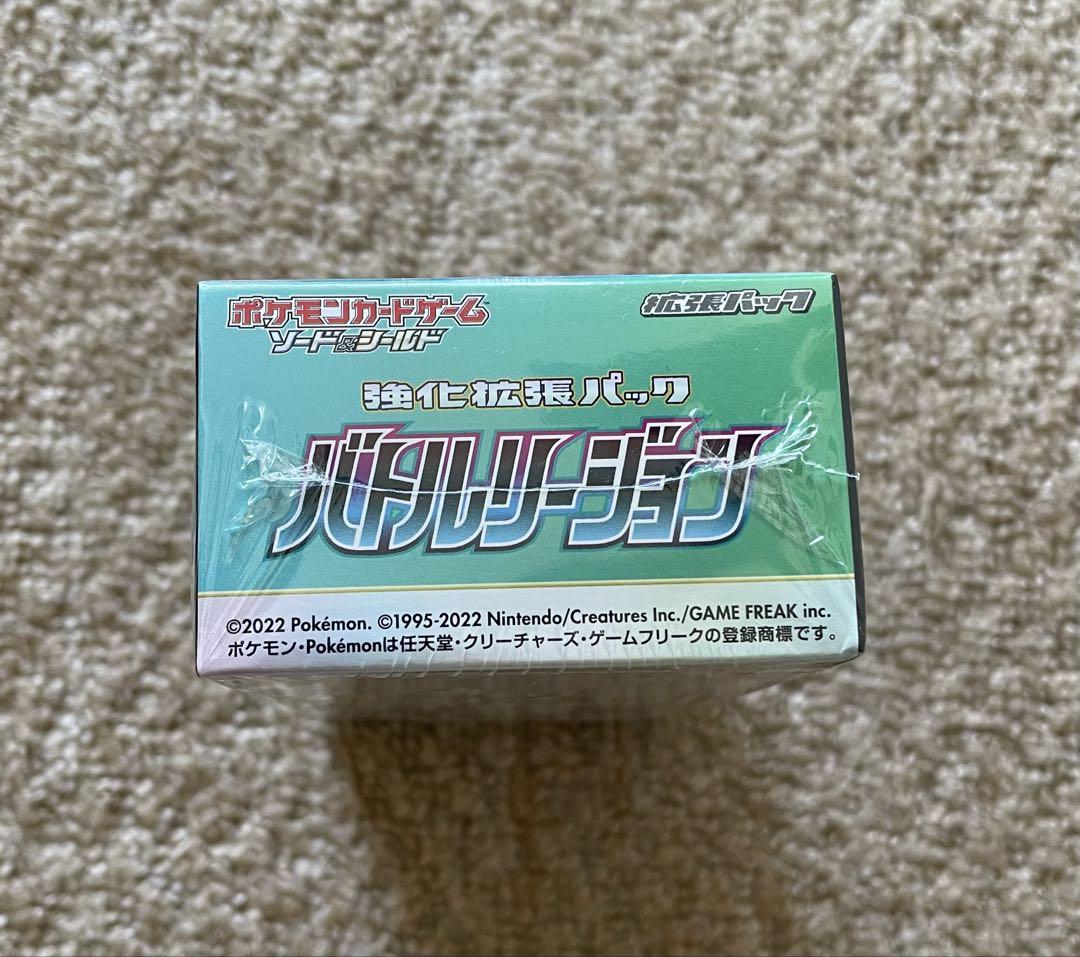 ポケモンカードゲーム
ソード&シールド
拡張パック
強化拡張パック
バトルリージョン
©2022 Pokémon. ©1995-2022 Nintendo/Creatures Inc./GAME FREAK inc.
ポケモン・Pokémonは任天堂・クリーチャーズ・ゲームフリークの登録商標です。